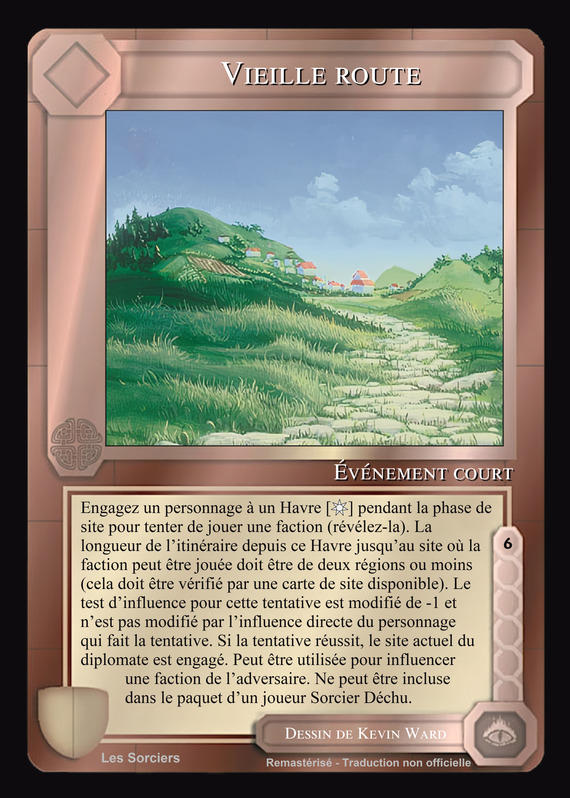 Vieille route
Événement court
Engagez un personnage à un Havre [] pendant la phase de
site pour tenter de jouer une faction (révélez-la). La
longueur de l’itinéraire depuis ce Havre jusqu’au site où la
faction peut être jouée doit être de deux régions ou moins
(cela doit être vérifié par une carte de site disponible). Le
test d’influence pour cette tentative est modifié de -1 et
n’est pas modifié par l’influence directe du personnage
qui fait la tentative. Si la tentative réussit, le site actuel du
diplomate est engagé. Peut être utilisée pour influencer
une faction de l’adversaire. Ne peut être incluse
dans le paquet d’un joueur Sorcier Déchu.
6
Dessin de Kevin Ward
Les Sorciers
Remastérisé - Traduction non officielle